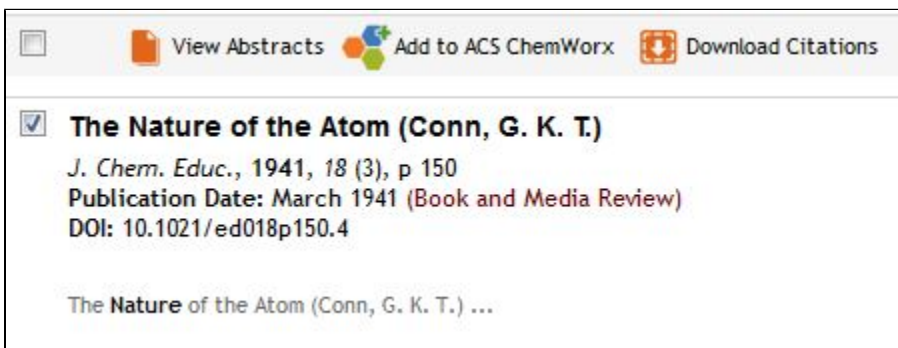 View Abstracts Add to ACS ChemWorx Download Citations
The Nature of the Atom (Conn, G. K. T.)
J. Chem. Educ., 1941, 18 (3), p 150
Publication Date: March 1941 (Book and Media Review)
DOI: 10.1021/ed018p150.4
The Nature of the Atom (Conn, G. K. T.) ...